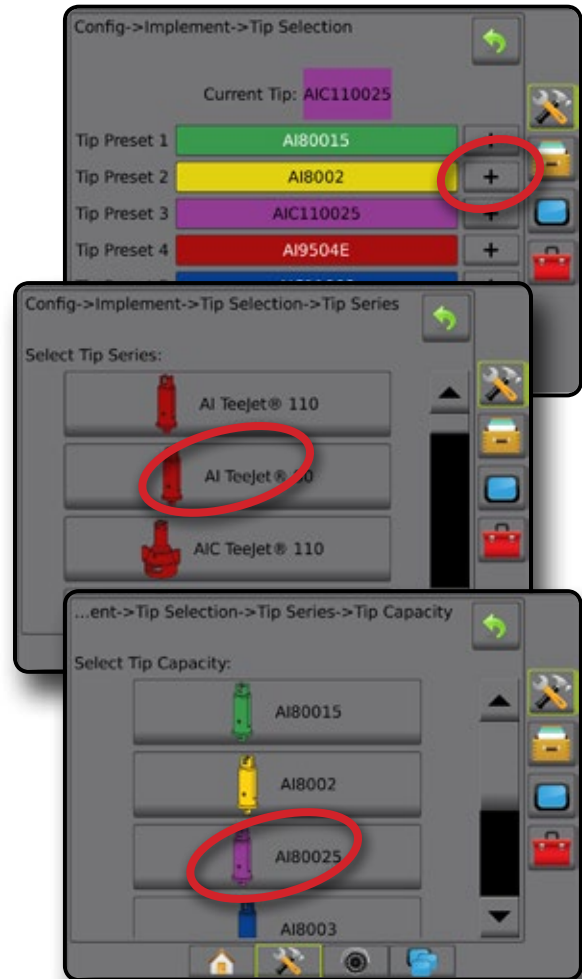 Config->Implement->Tip Selection
Current Tip: AIC110025
Tip Preset 1 AI80015 +
Tip Preset 2 AI8002 +
Tip Preset 3 AIC110025 +
Tip Preset 4 AI9504E +
Config->Implement->Tip Selection->Tip Series
Select Tip Series:
AI TeeJet® 110
AI TeeJet®
AIC TeeJet® 110
...ent->Tip Selection->Tip Series->Tip Capacity
Select Tip Capacity:
AI80015
AI8002
AI80025
AI8003